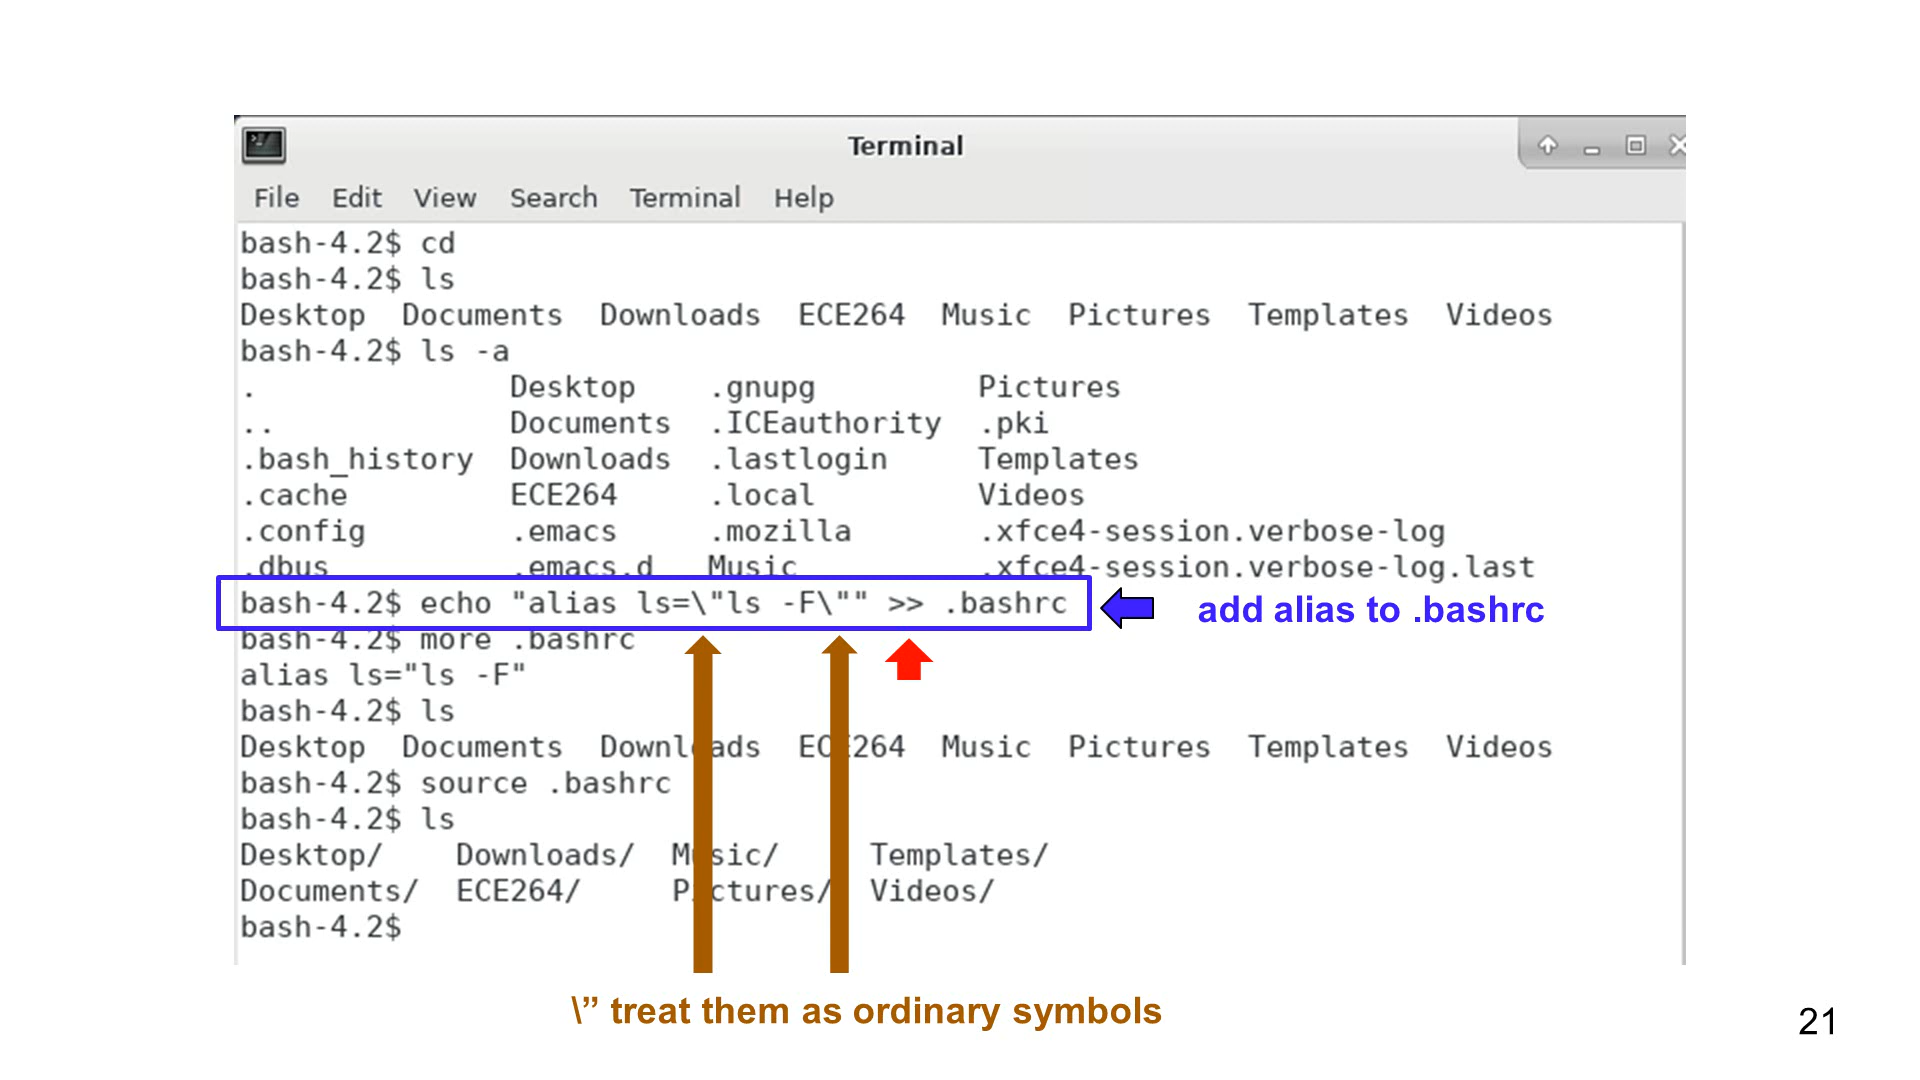 Terminal
File Edit View Search Terminal Help
bash-4.2$ cd
bash-4.2$ ls
Desktop Documents Downloads ECE264 Music Pictures Templates Videos
bash-4.2$ ls -a
. Desktop .gnupg Pictures
.. Documents .ICEauthority .pki
.bash_history Downloads .lastlogin Templates
.cache ECE264 .local Videos
.config .emacs .mozilla .xfce4-session.verbose-log
.dbus .emacs.d Music .xfce4-session.verbose-log.last
bash-4.2$ echo "alias ls=\"ls -F\"" >> .bashrc
add alias to .bashrc
bash-4.2$ more .bashrc
alias ls="ls -F"
bash-4.2$ ls
Desktop Documents Downloads ECE264 Music Pictures Templates Videos
bash-4.2$ source .bashrc
bash-4.2$ ls
Desktop/ Downloads/ Music/ Templates/
Documents/ ECE264/ Pictures/ Videos/
bash-4.2$
\” treat them as ordinary symbols
21